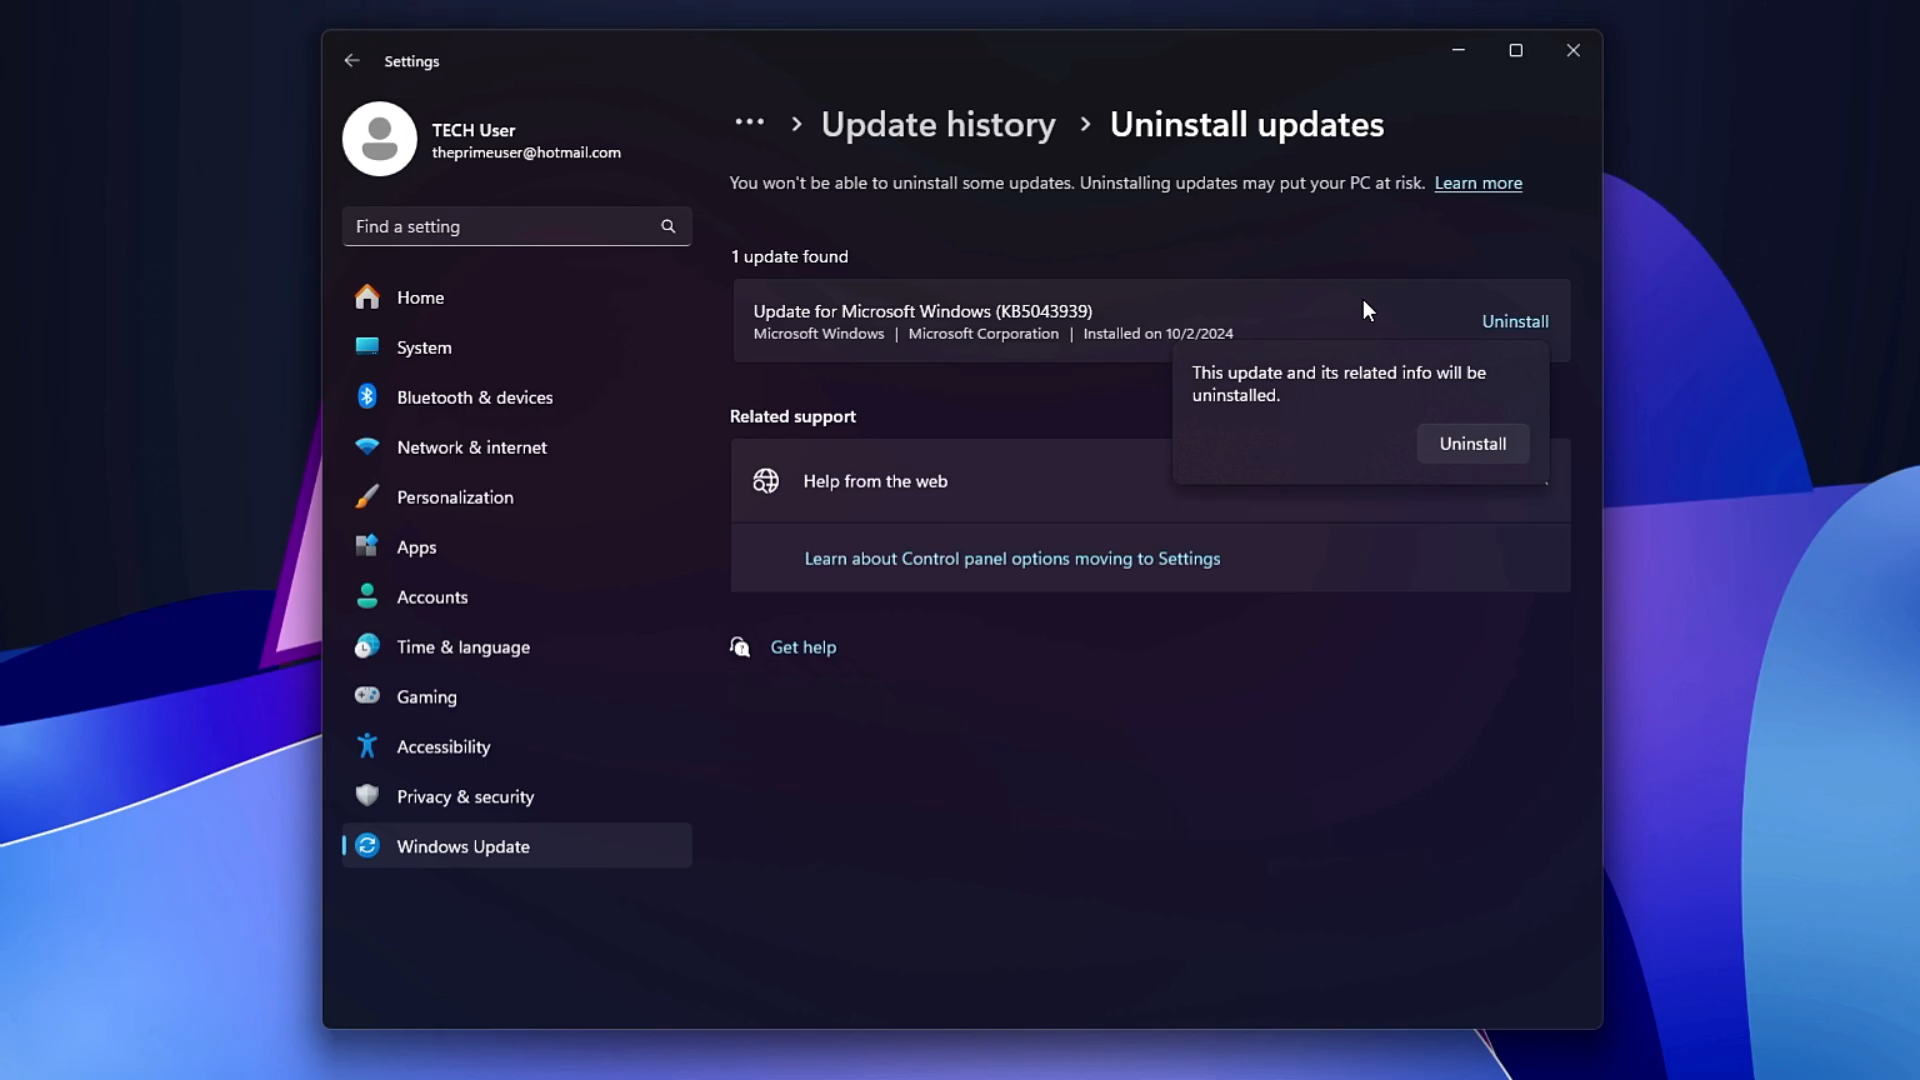 Settings
TECH User
theprimeuser@hotmail.com
Find a setting
Home
System
Bluetooth & devices
Network & internet
Personalization
Apps
Accounts
Time & language
Gaming
Accessibility
Privacy & security
Windows Update
... > Update history > Uninstall updates
You won't be able to uninstall some updates. Uninstalling updates may put your PC at risk. Learn more
1 update found
Update for Microsoft Windows (KB5043939)
Microsoft Windows | Microsoft Corporation | Installed on 10/2/2024
Uninstall
This update and its related info will be
uninstalled.
Uninstall
Related support
Help from the web
Learn about Control panel options moving to Settings
Get help